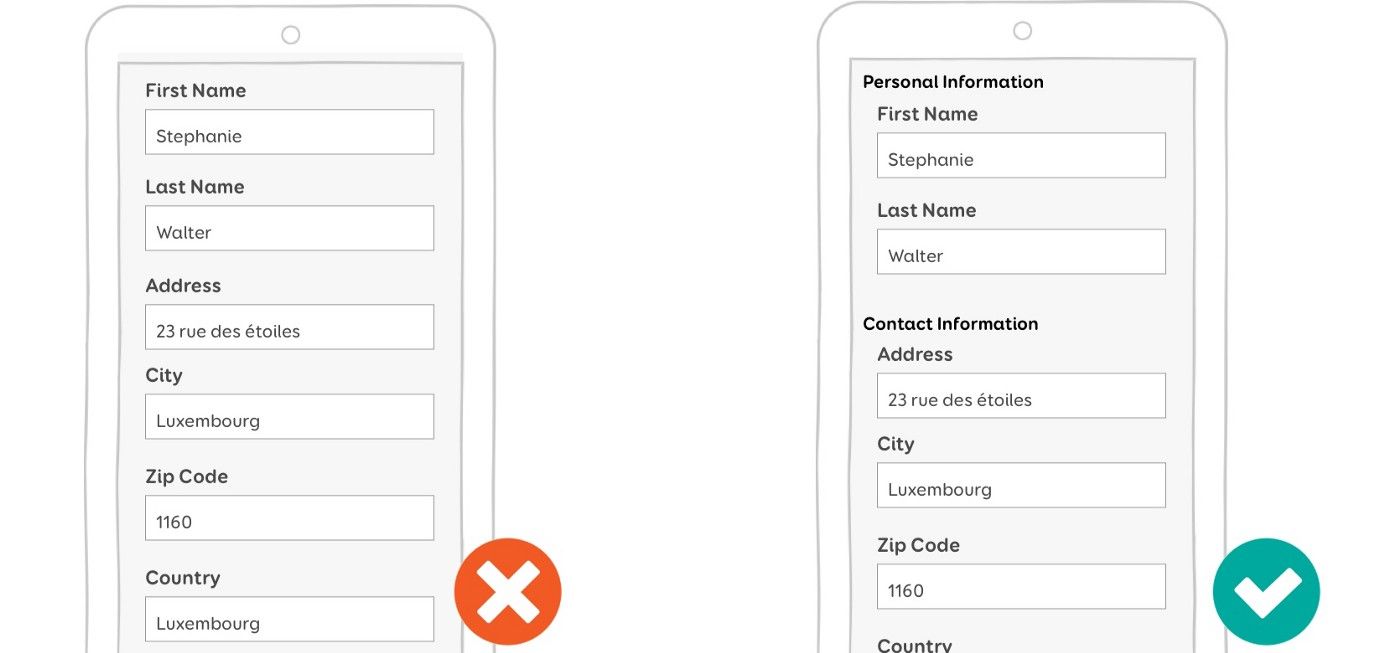 First Name
Stephanie
Last Name
Walter
Address
23 rue des étoiles
City
Luxembourg
Zip Code
1160
Country
Luxembourg
Personal Information
First Name
Stephanie
Last Name
Walter
Contact Information
Address
23 rue des étoiles
City
Luxembourg
Zip Code
1160
Country